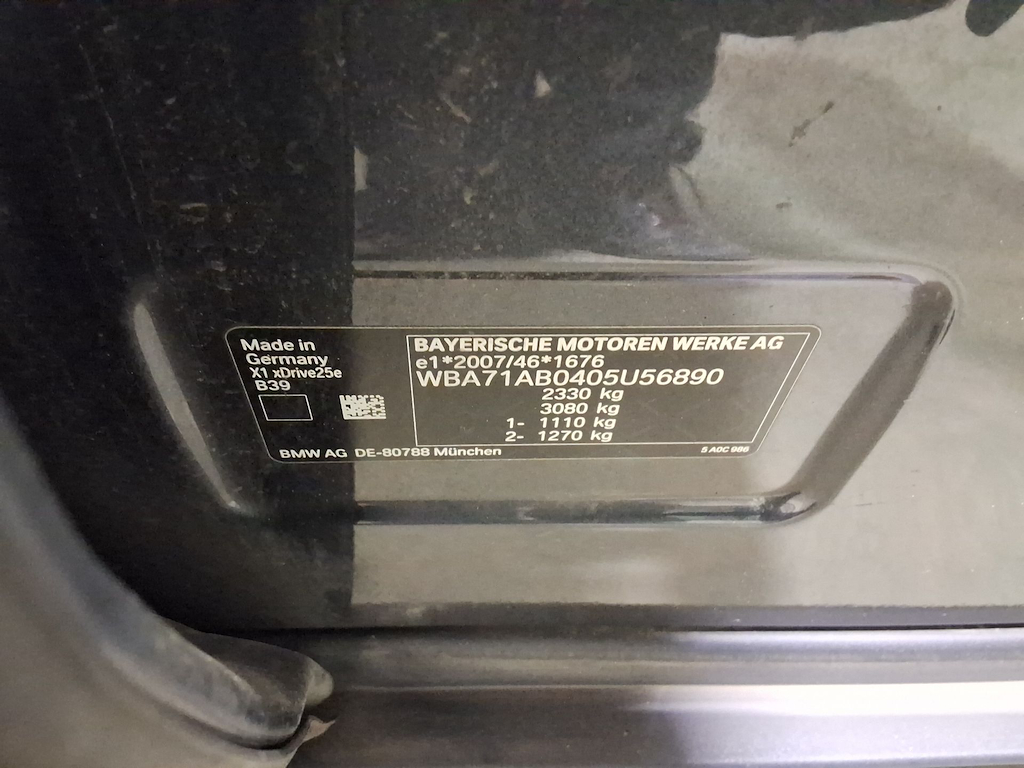 Made in
Germany
X1 xDrive25e
B39
BAYERISCHE MOTOREN WERKE AG
e1*2007/46*1676
WBA71AB0405U56890
2330 kg
3080 kg
1- 1110 kg
2- 1270 kg
BMW AG DE-80788 München
5 A0C 986